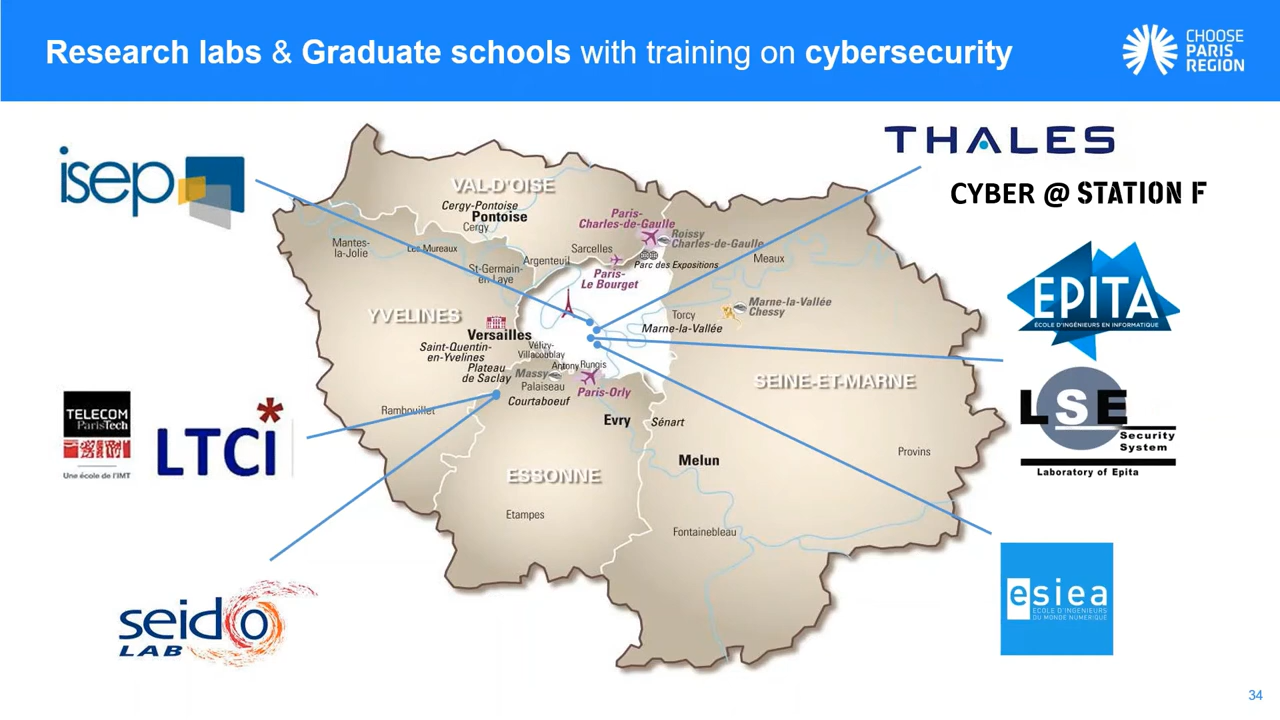 Research labs & Graduate schools with training on cybersecurity
CHOOSE
PARIS
REGION
isep
THALES
CYBER @ STATION F
EPITA
ÉCOLE D'INGÉNIEURS EN INFORMATIQUE
LSE
Security
System
Laboratory of Epita
esiea
ÉCOLE D'INGÉNIEURS
DU MONDE NUMÉRIQUE
TELECOM
ParisTech
Une école de l'IMT
LTCI
seido
LAB
VAL-D'OISE
Cergy-Pontoise
Pontoise
Cergy
Paris-
Charles-de-Gaulle
Roissy
Charles-de-Gaulle
Parc des Expositions
Mantes-
la-Jolie
Les Mureaux
St-Germain-
en-Laye
Argenteuil
Sarcelles
Paris-
Le Bourget
Meaux
Marne-la-Vallée
Chessy
Torcy
Marne-la-Vallée
YVELINES
Versailles
Saint-Quentin-
en-Yvelines
Vélizy-
Villacoublay
Plateau
de Saclay
Massy
Antony
Rungis
Palaiseau
Courtaboeuf
Paris-Orly
SEINE-ET-MARNE
Rambouillet
Evry
Sénart
Melun
Provins
ESSONNE
Etampes
Fontainebleau
34